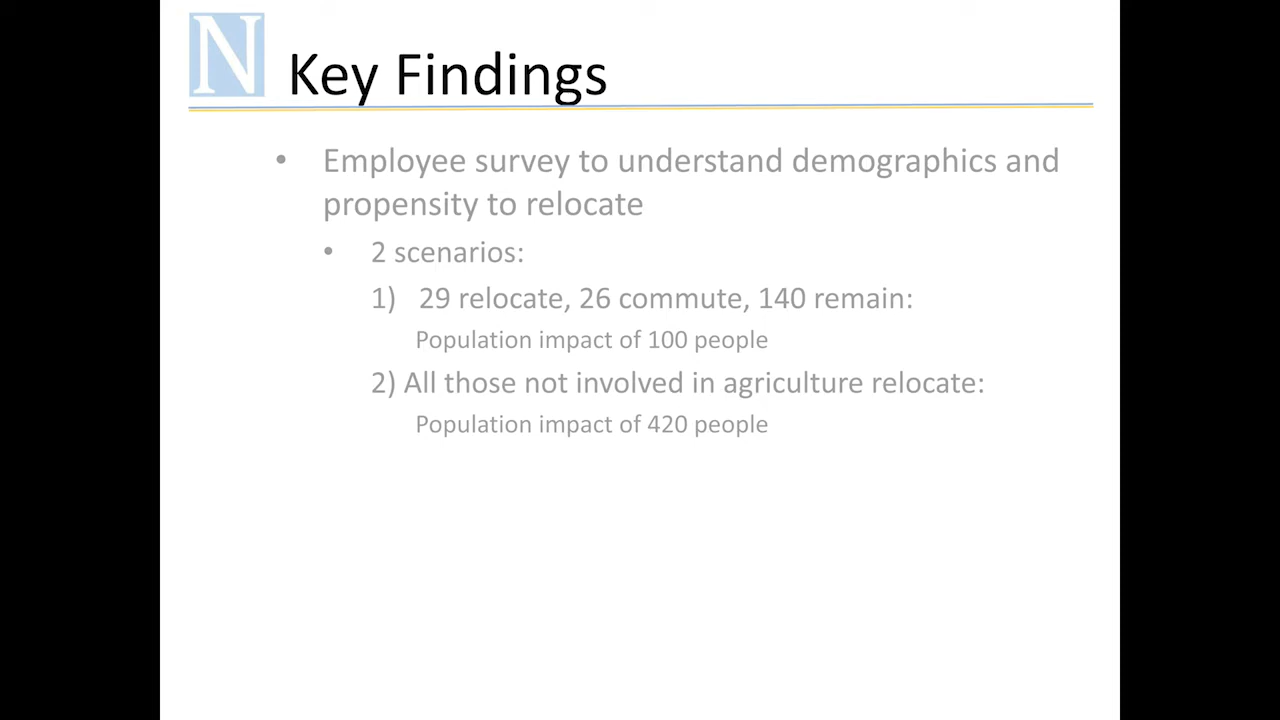 N
Key Findings
• Employee survey to understand demographics and
propensity to relocate
• 2 scenarios:
1) 29 relocate, 26 commute, 140 remain:
Population impact of 100 people
2) All those not involved in agriculture relocate:
Population impact of 420 people